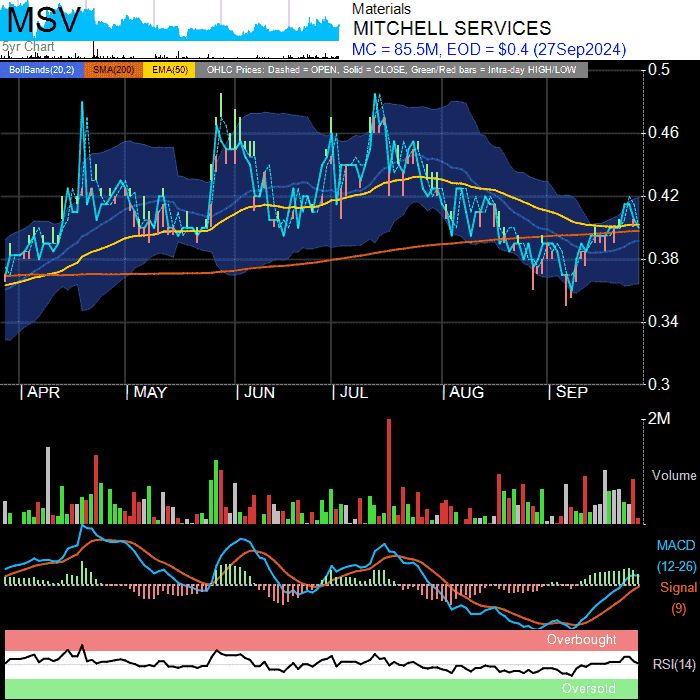 MSV
5yr Chart
Materials
MITCHELL SERVICES
MC = 85.5M, EOD = $0.4 (27Sep2024)
BollBands(20,2) SMA(200) EMA(50) OHLC Prices: Dashed = OPEN, Solid = CLOSE, Green/Red bars = Intra-day HIGH/LOW
0.5
0.46
0.42
0.38
0.34
0.3
APR MAY JUN JUL AUG SEP
2M
Volume
MACD
(12-26)
Signal
(9)
Overbought
RSI(14)
Oversold